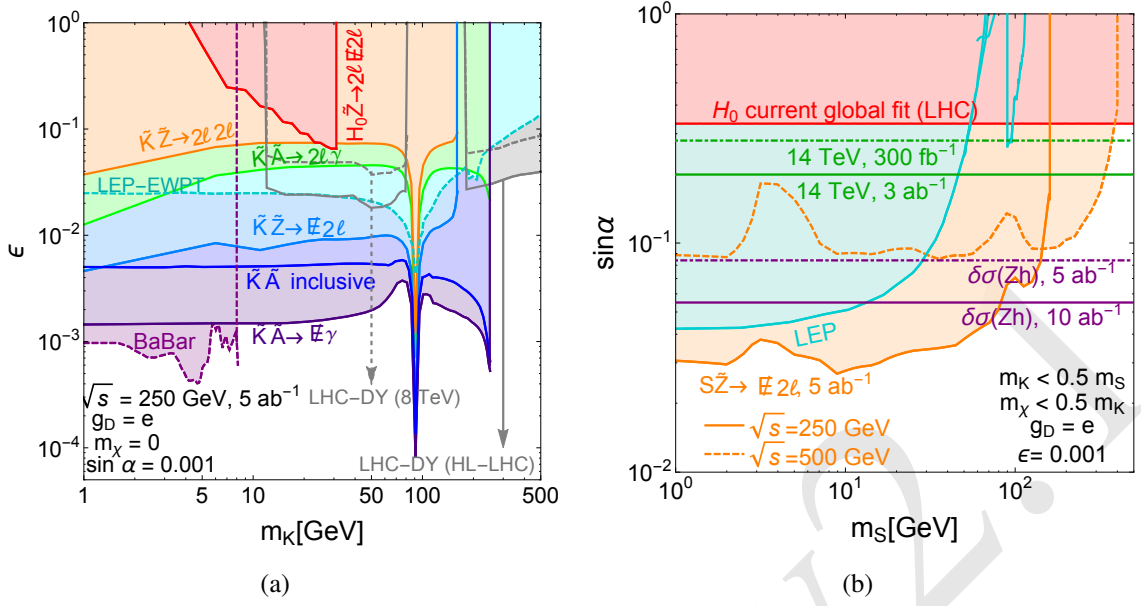 10⁰
10⁻¹
10⁻²
10⁻³
10⁻⁴
ϵ
K̃Z̃→2ℓ2ℓ
K̃Ã→2ℓγ
LEP-EWPT
K̃Z̃→E̸2ℓ
K̃Ã inclusive
K̃Ã→E̸γ
BaBar
H₀Z̃→2ℓE̸2ℓ
√s = 250 GeV, 5 ab⁻¹
g_D = e
m_χ = 0
sin α = 0.001
LHC-DY (8 TeV)
LHC-DY (HL-LHC)
1 5 10 50 100 500
m_K[GeV]
(a)
10⁰
10⁻¹
10⁻²
sinα
H₀ current global fit (LHC)
14 TeV, 300 fb⁻¹
14 TeV, 3 ab⁻¹
δσ(Zh), 5 ab⁻¹
δσ(Zh), 10 ab⁻¹
LEP
SZ̃→ E̸2ℓ, 5 ab⁻¹
√s=250 GeV
√s=500 GeV
m_K < 0.5 m_S
m_χ < 0.5 m_K
g_D = e
ϵ= 0.001
10⁰ 10¹ 10²
m_S[GeV]
(b)